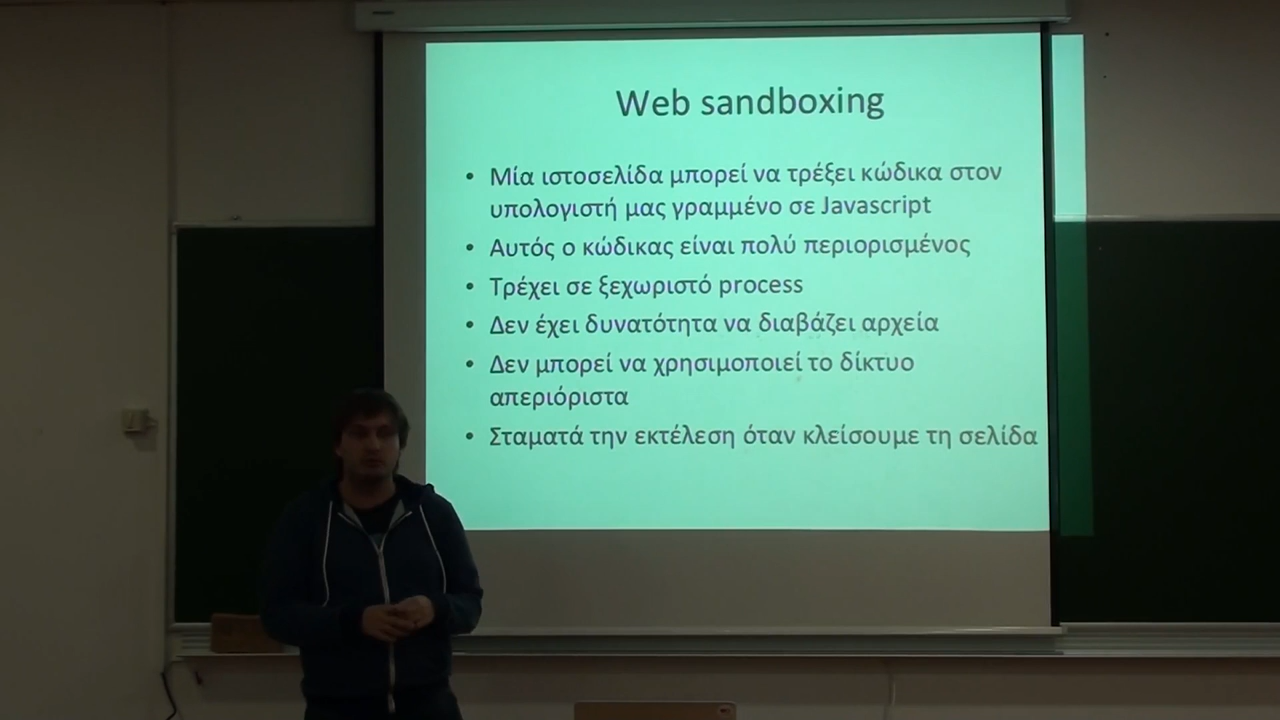 Web sandboxing
• Μία ιστοσελίδα μπορεί να τρέξει κώδικα στον
υπολογιστή μας γραμμένο σε Javascript
• Αυτός ο κώδικας είναι πολύ περιορισμένος
• Τρέχει σε ξεχωριστό process
• Δεν έχει δυνατότητα να διαβάζει αρχεία
• Δεν μπορεί να χρησιμοποιεί το δίκτυο
απεριόριστα
• Σταματά την εκτέλεση όταν κλείσουμε τη σελίδα